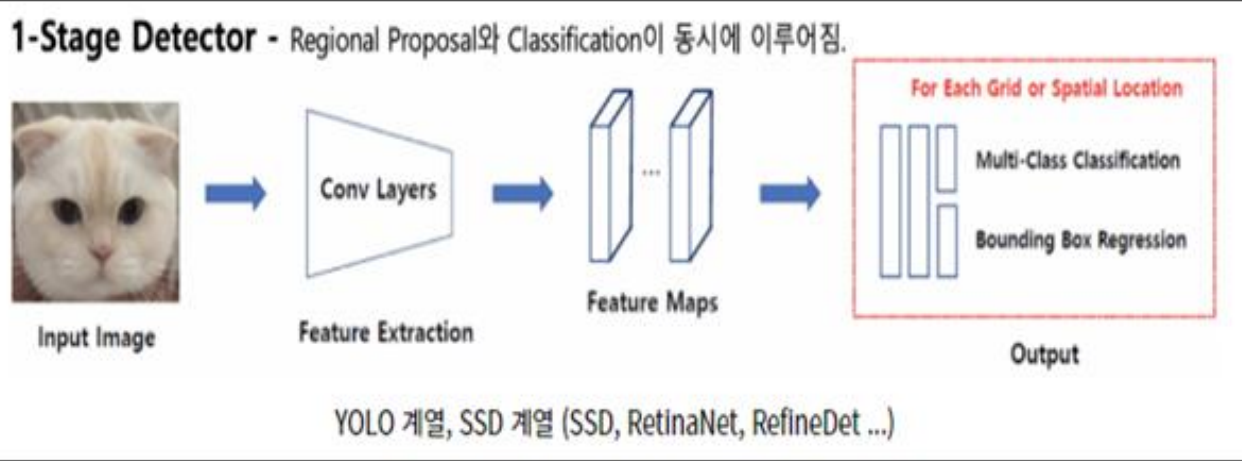 1-Stage Detector - Regional Proposal와 Classification이 동시에 이루어짐.
For Each Grid or Spatial Location
Conv Layers
...
Multi-Class Classification
Bounding Box Regression
Input Image
Feature Extraction
Feature Maps
Output
YOLO 계열, SSD 계열 (SSD, RetinaNet, RefineDet ...)